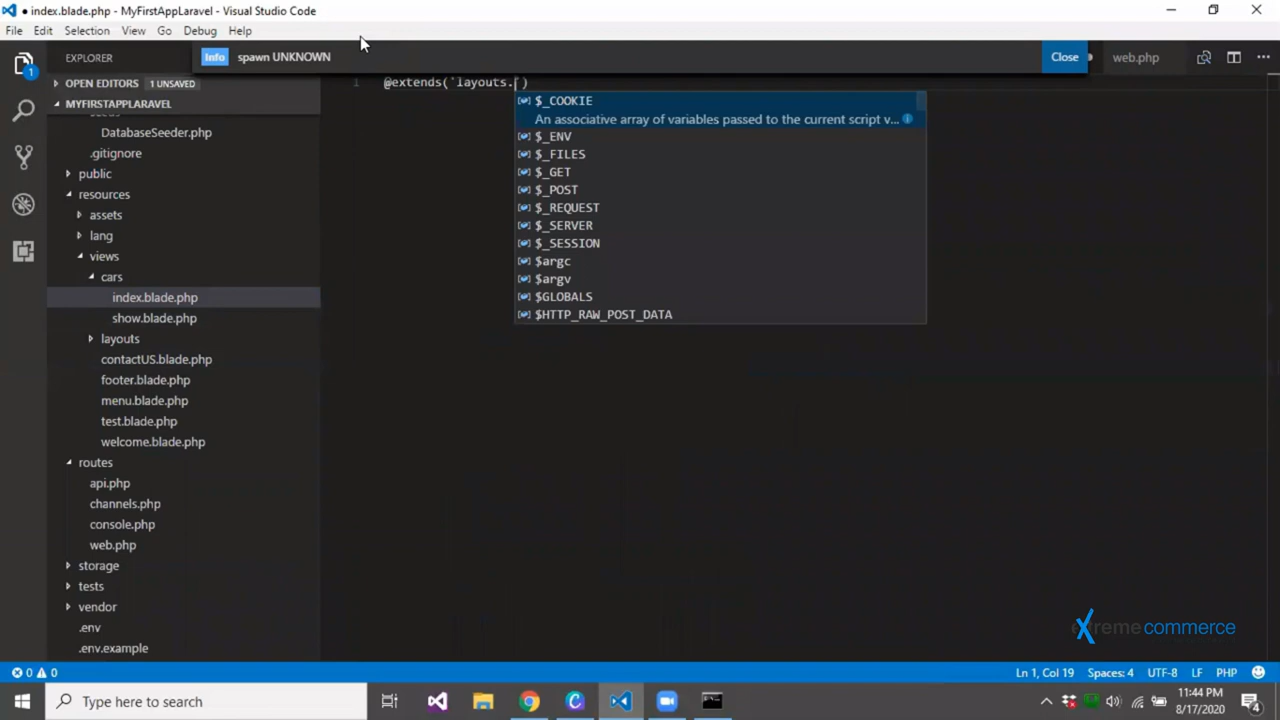 ● index.blade.php - MyFirstAppLaravel - Visual Studio Code
File Edit Selection View Go Debug Help
EXPLORER
Info spawn UNKNOWN
Close
web.php
1
OPEN EDITORS 1 UNSAVED
MYFIRSTAPPLARAVEL
DatabaseSeeder.php
.gitignore
public
resources
assets
lang
views
cars
index.blade.php
show.blade.php
layouts
contactUS.blade.php
footer.blade.php
menu.blade.php
test.blade.php
welcome.blade.php
routes
api.php
channels.php
console.php
web.php
storage
tests
vendor
.env
.env.example
1 @extends('layouts.')
$_COOKIE
An associative array of variables passed to the current script v...
$_ENV
$_FILES
$_GET
$_POST
$_REQUEST
$_SERVER
$_SESSION
$argc
$argv
$GLOBALS
$HTTP_RAW_POST_DATA
extreme commerce
0 0
Ln 1, Col 19 Spaces: 4 UTF-8 LF PHP
Type here to search
11:44 PM
8/17/2020
4